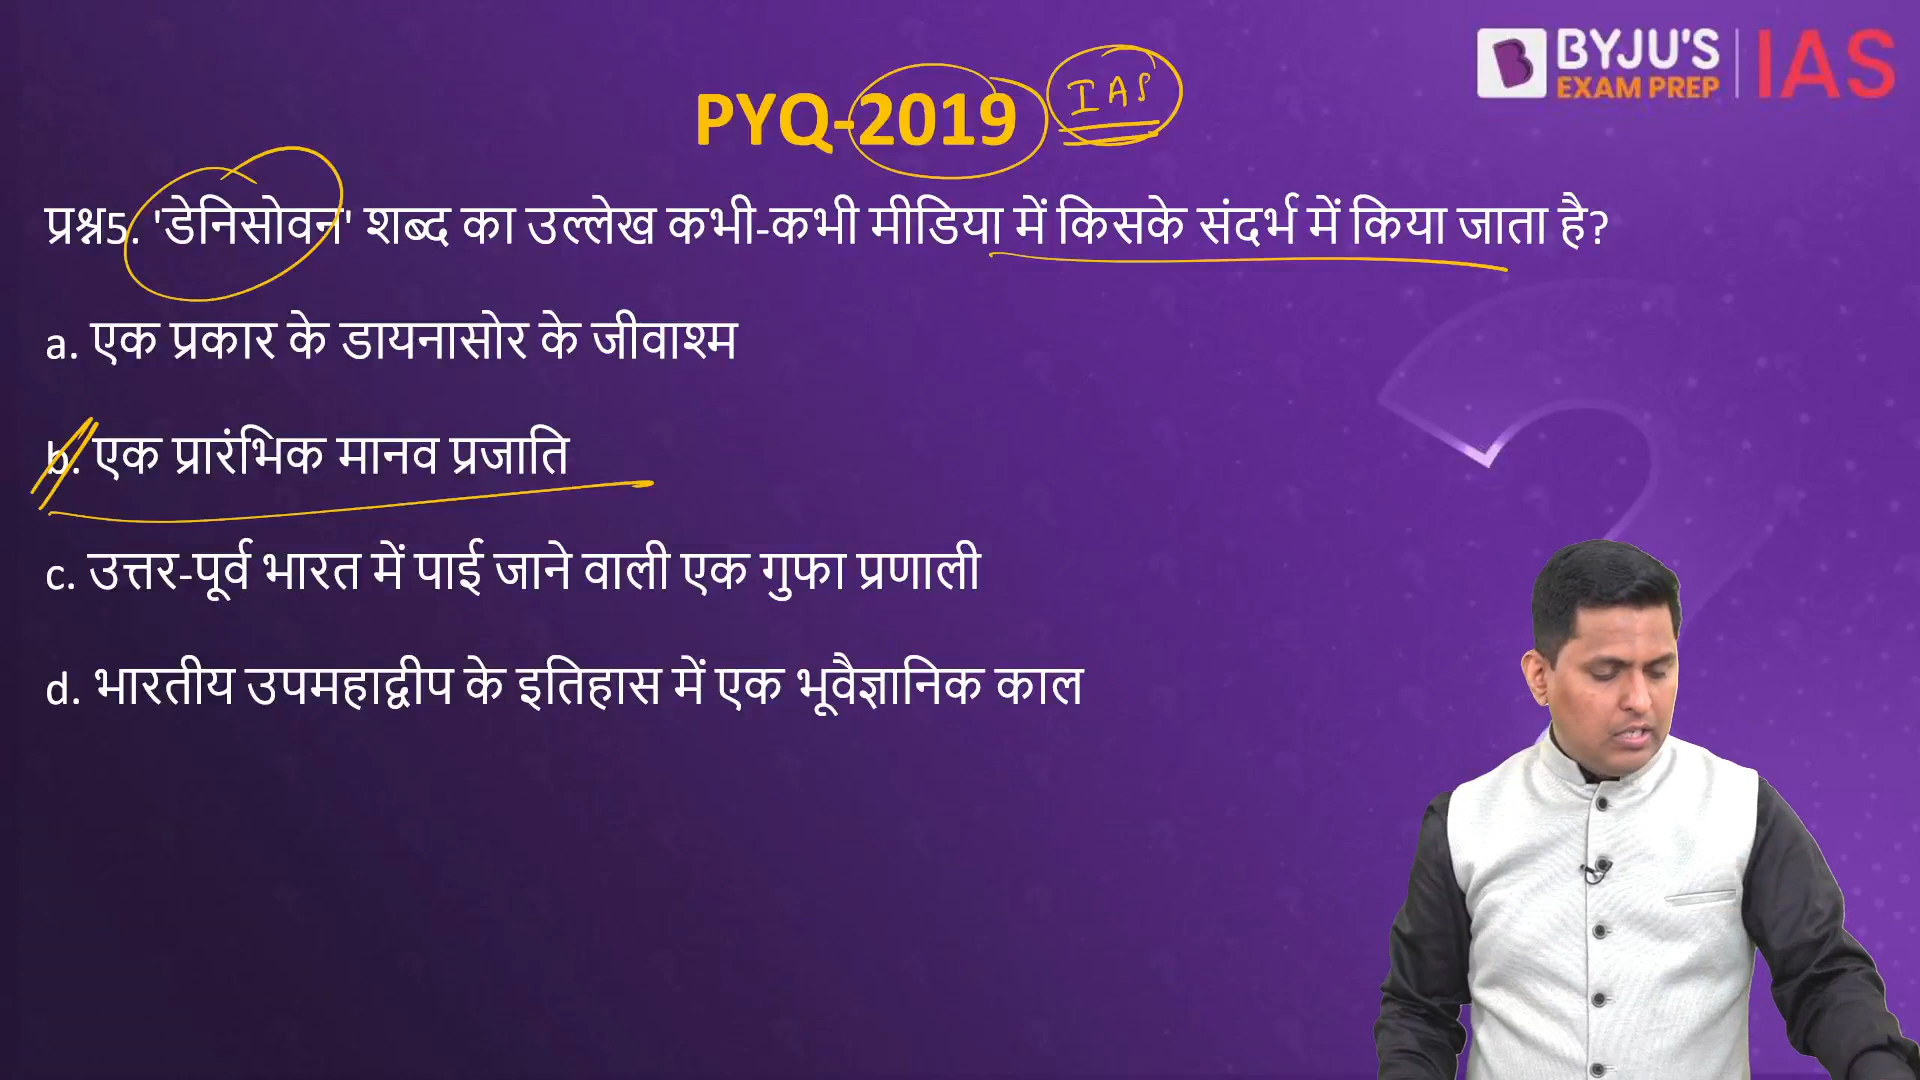 BYJU'S
EXAM PREP
IAS
PYQ-2019 IAS
प्रश्न5. 'डेनिसोवन' शब्द का उल्लेख कभी-कभी मीडिया में किसके संदर्भ में किया जाता है?
a. एक प्रकार के डायनासोर के जीवाश्म
b. एक प्रारंभिक मानव प्रजाति
c. उत्तर-पूर्व भारत में पाई जाने वाली एक गुफा प्रणाली
d. भारतीय उपमहाद्वीप के इतिहास में एक भूवैज्ञानिक काल